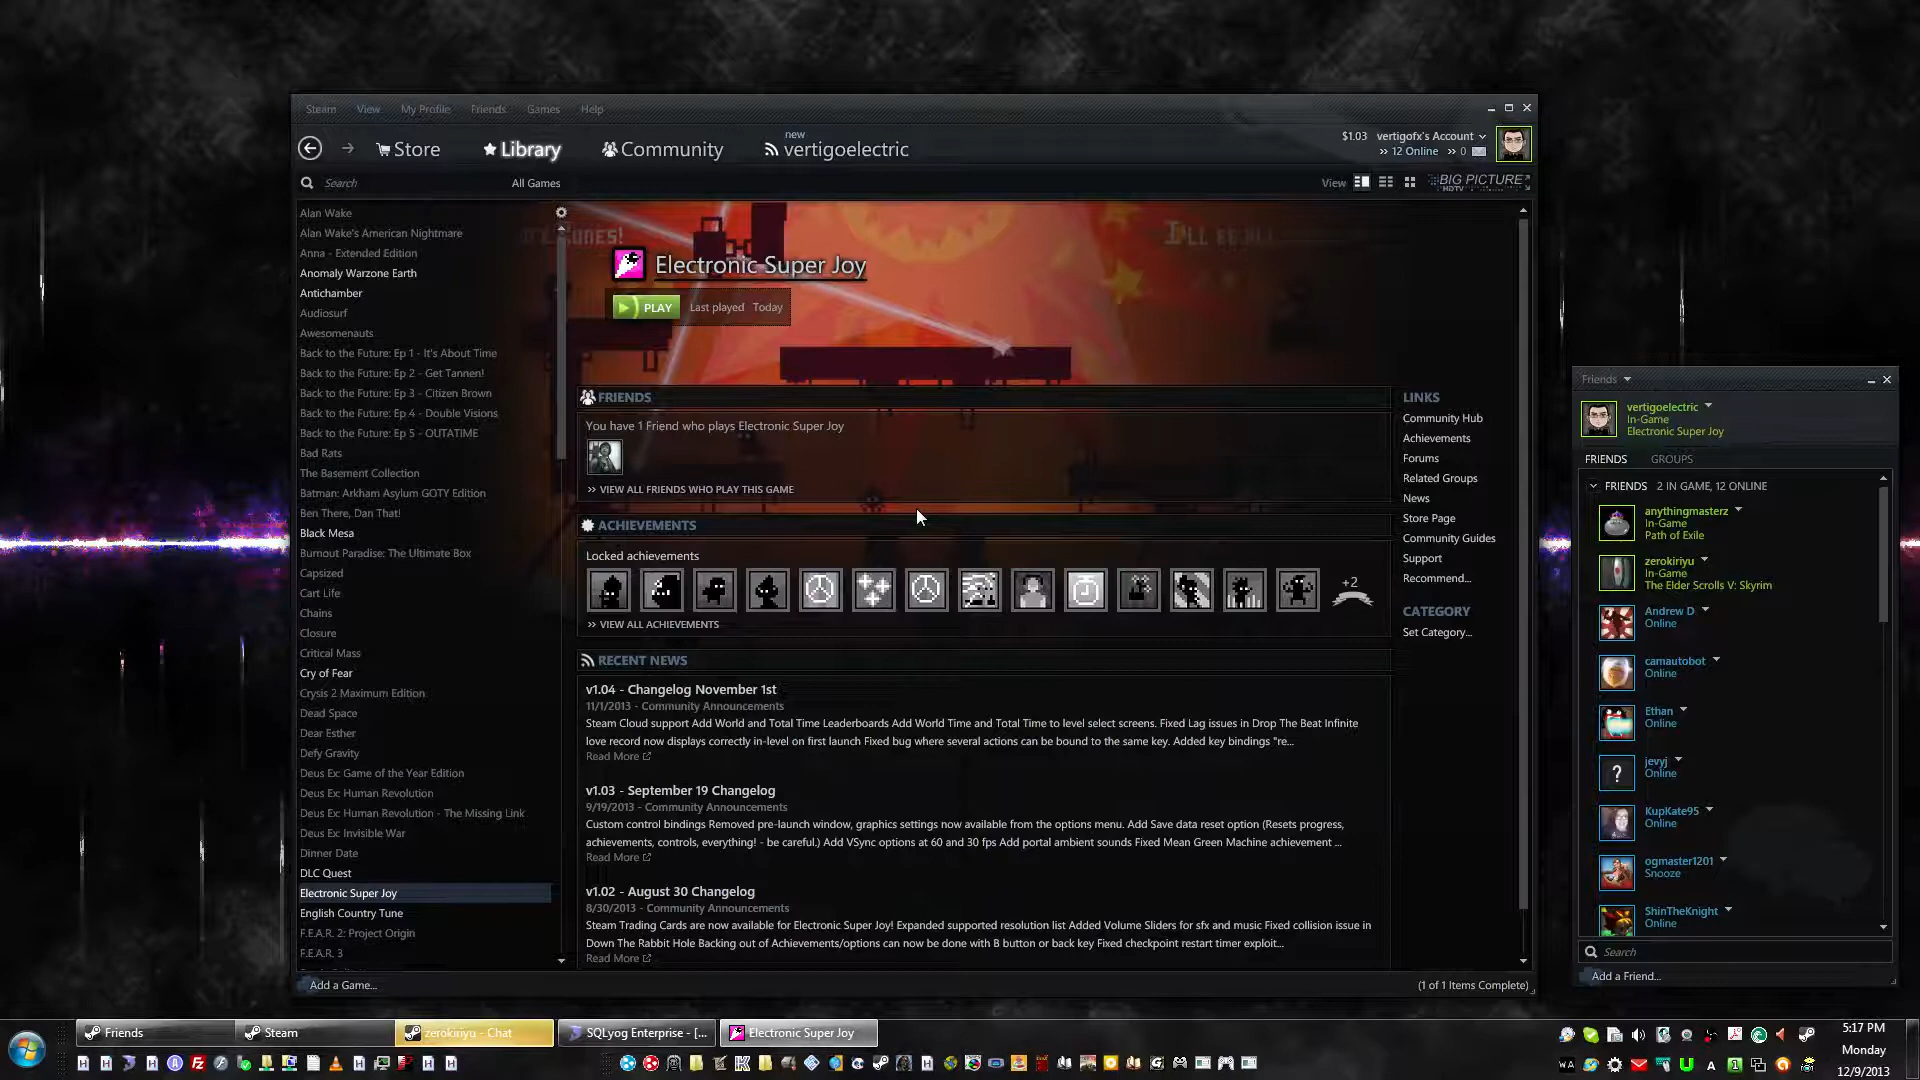 Steam View My Profile Friends Games Help
Store Library Community new vertigoelectric
$1.03 vertigofx's Account
» 12 Online » 0
Search All Games View BIG PICTURE
HDTV
Alan Wake
Alan Wake's American Nightmare
Anna - Extended Edition
Anomaly Warzone Earth
Antichamber
Audiosurf
Awesomenauts
Back to the Future: Ep 1 - It's About Time
Back to the Future: Ep 2 - Get Tannen!
Back to the Future: Ep 3 - Citizen Brown
Back to the Future: Ep 4 - Double Visions
Back to the Future: Ep 5 - OUTATIME
Bad Rats
The Basement Collection
Batman: Arkham Asylum GOTY Edition
Ben There, Dan That!
Black Mesa
Burnout Paradise: The Ultimate Box
Capsized
Cart Life
Chains
Closure
Critical Mass
Cry of Fear
Crysis 2 Maximum Edition
Dead Space
Dear Esther
Defy Gravity
Deus Ex: Game of the Year Edition
Deus Ex: Human Revolution
Deus Ex: Human Revolution - The Missing Link
Deus Ex: Invisible War
Dinner Date
DLC Quest
Electronic Super Joy
English Country Tune
F.E.A.R. 2: Project Origin
F.E.A.R. 3
Add a Game...
Electronic Super Joy
PLAY Last played Today
FRIENDS
You have 1 Friend who plays Electronic Super Joy
» VIEW ALL FRIENDS WHO PLAY THIS GAME
ACHIEVEMENTS
Locked achievements
+2
» VIEW ALL ACHIEVEMENTS
RECENT NEWS
v1.04 - Changelog November 1st
11/1/2013 - Community Announcements
Steam Cloud support Add World and Total Time Leaderboards Add World Time and Total Time to level select screens. Fixed Lag issues in Drop The Beat Infinite
love record now displays correctly in-level on first launch Fixed bug where several actions can be bound to the same key. Added key bindings "re...
Read More
v1.03 - September 19 Changelog
9/19/2013 - Community Announcements
Custom control bindings Removed pre-launch window, graphics settings now available from the options menu. Add Save data reset option (Resets progress,
achievements, controls, everything! - be careful.) Add VSync options at 60 and 30 fps Add portal ambient sounds Fixed Mean Green Machine achievement ...
Read More
v1.02 - August 30 Changelog
8/30/2013 - Community Announcements
Steam Trading Cards are now available for Electronic Super Joy! Expanded supported resolution list Added Volume Sliders for sfx and music Fixed collision issue in
Down The Rabbit Hole Backing out of Achievements/options can now be done with B button or back key Fixed checkpoint restart timer exploit...
Read More
LINKS
Community Hub
Achievements
Forums
Related Groups
News
Store Page
Community Guides
Support
Recommend...
CATEGORY
Set Category...
(1 of 1 Items Complete)
Friends
vertigoelectric
In-Game
Electronic Super Joy
FRIENDS GROUPS
FRIENDS 2 IN GAME, 12 ONLINE
anythingmasterz
In-Game
Path of Exile
zerokiriyu
In-Game
The Elder Scrolls V: Skyrim
Andrew D
Online
camautobot
Online
Ethan
Online
jevyj
Online
KupKate95
Online
ogmaster1201
Snooze
ShinTheKnight
Online
Search
Add a Friend...
Friends Steam zerokiriyu - Chat SQLyog Enterprise - [... Electronic Super Joy
5:17 PM
Monday
12/9/2013